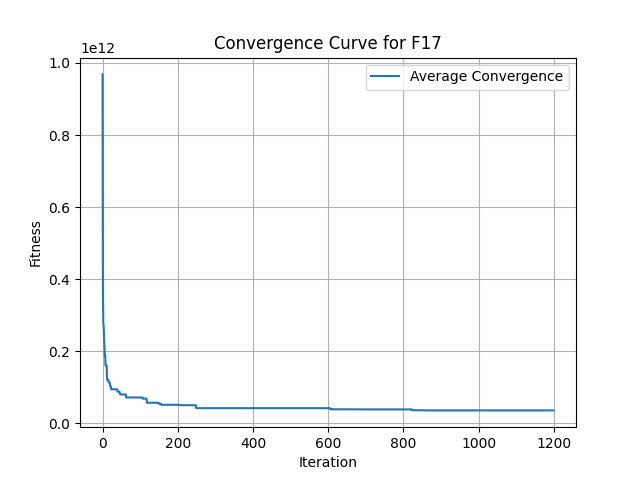 Convergence Curve for F17
1e12
Average Convergence
1.0
0.8
0.6
0.4
0.2
0.0
Fitness
0 200 400 600 800 1000 1200
Iteration